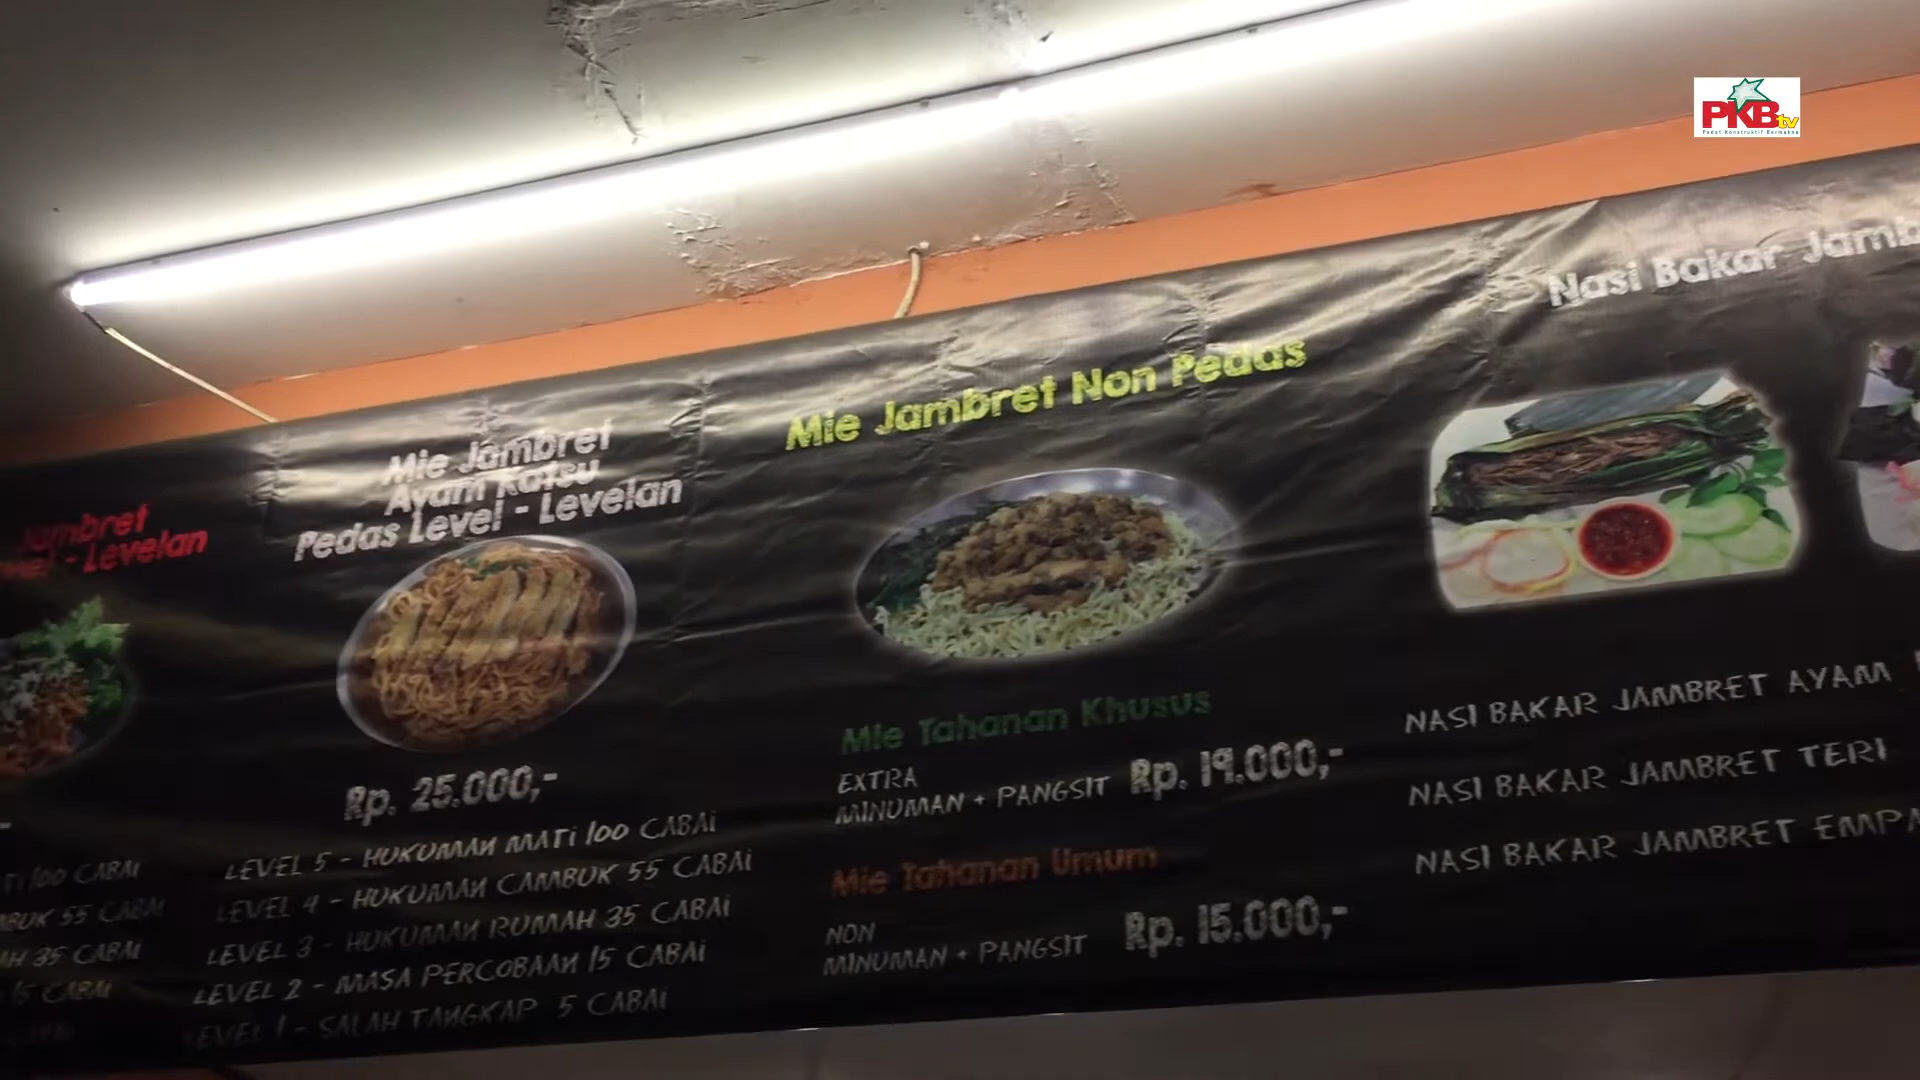 PKBtv
Padat Konstruktif Bermakna
Jambret
- Levelan
100 CABAi
55 CABAi
35 CABAi
15 CABAi
Mie Jambret
Ayam Katsu
Pedas Level - Levelan
Rp. 25.000,-
LEVEL 5 - HUKUMAN MATi 100 CABAi
LEVEL 4 - HUKUMAN CAMBUK 55 CABAi
LEVEL 3 - HUKUMAN RUMAH 35 CABAi
LEVEL 2 - MASA PERCOBAAN 15 CABAi
LEVEL 1 - SALAH TANGKAP 5 CABAi
Mie Jambret Non Pedas
Mie Tahanan Khusus
EXTRA
MINUMAN + PANGSIT Rp. 19.000,-
Mie Tahanan Umum
NON
MINUMAN + PANGSIT Rp. 15.000,-
Nasi Bakar Jamb
NASI BAKAR JAMBRET AYAM
NASI BAKAR JAMBRET TERI
NASI BAKAR JAMBRET EMPA